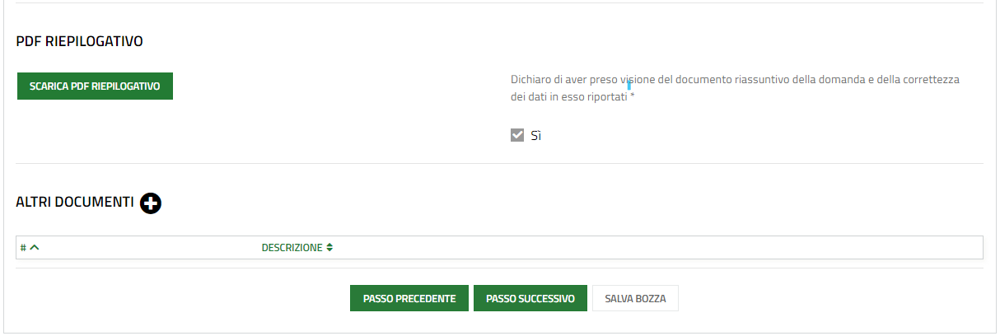 PDF RIEPILOGATIVO
SCARICA PDF RIEPILOGATIVO
Dichiaro di aver preso visione del documento riassuntivo della domanda e della correttezza
dei dati in esso riportati *
Sì
ALTRI DOCUMENTI
# DESCRIZIONE
PASSO PRECEDENTE PASSO SUCCESSIVO SALVA BOZZA